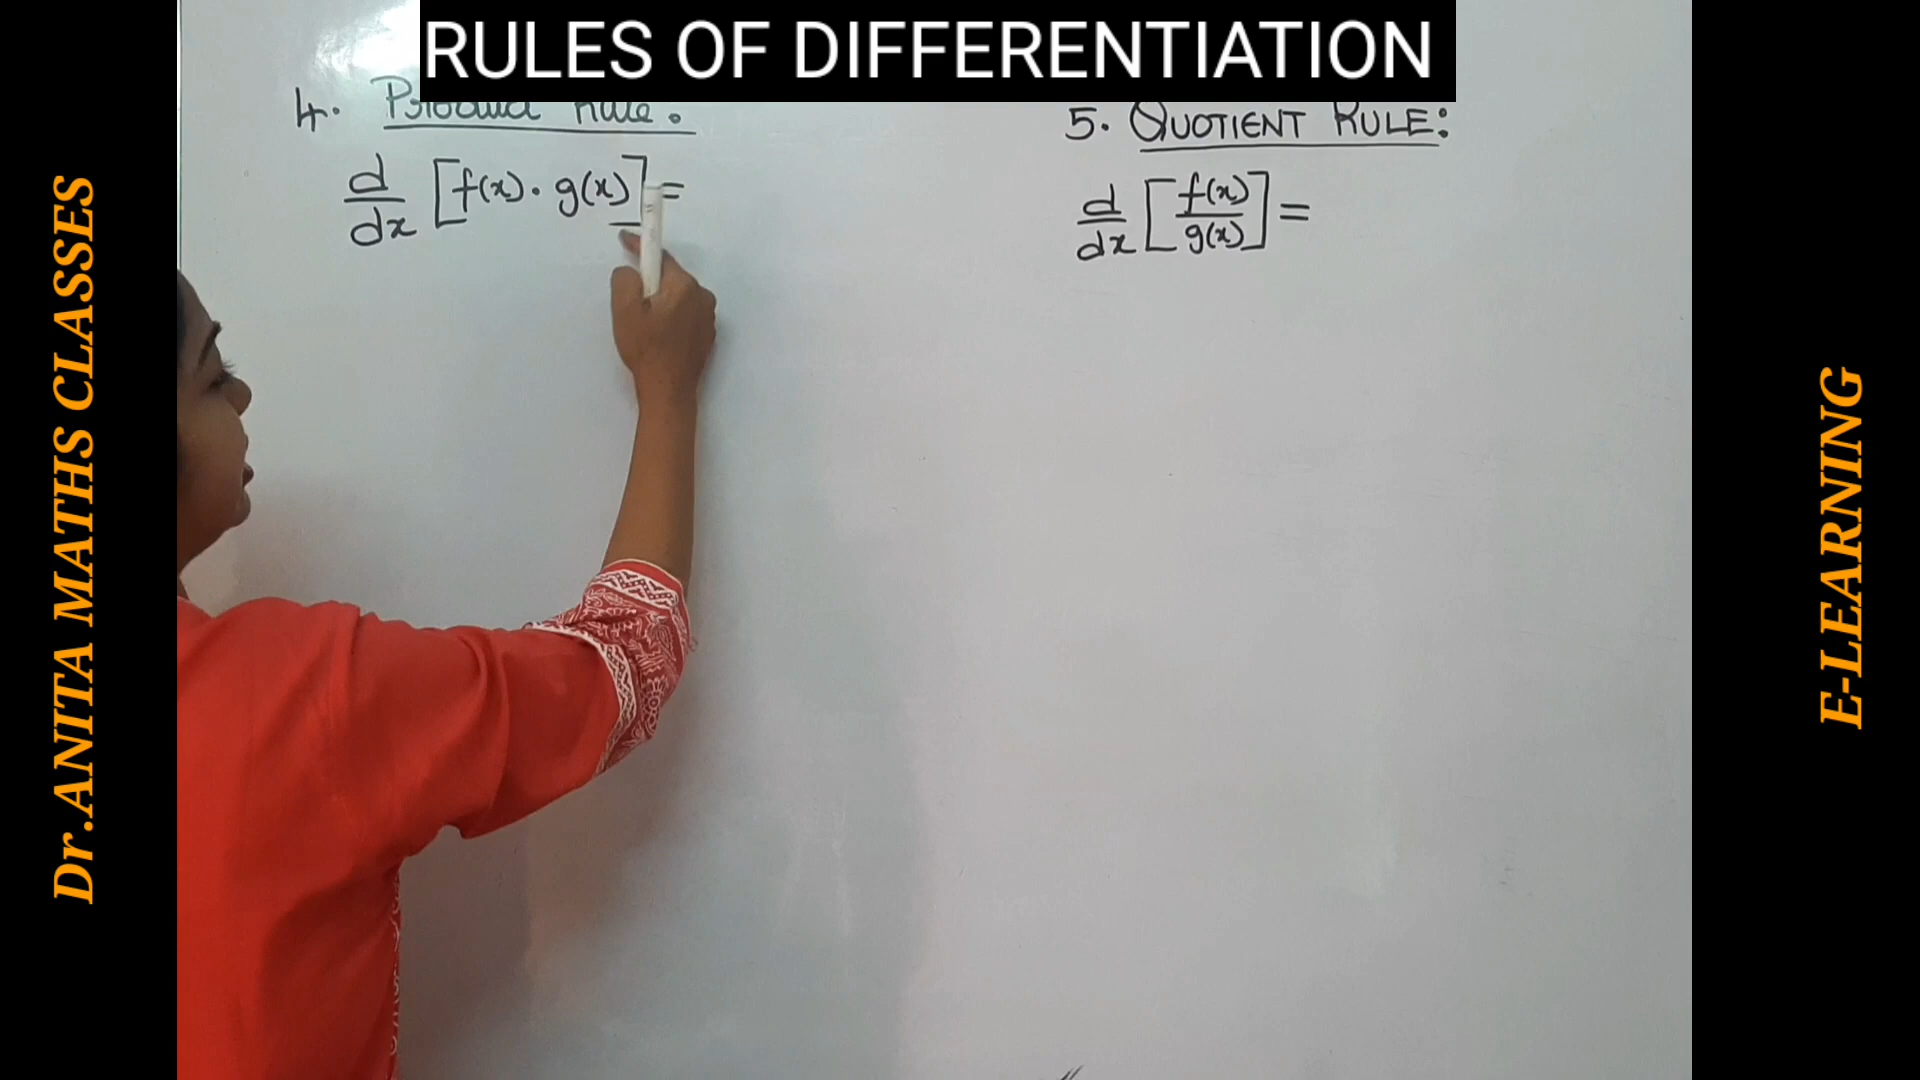 RULES OF DIFFERENTIATION
4. Product Rule.
d/dx [f(x) · g(x)] =
5. QUOTIENT RULE:
d/dx [f(x)/g(x)] =
Dr.ANITA MATHS CLASSES
E-LEARNING